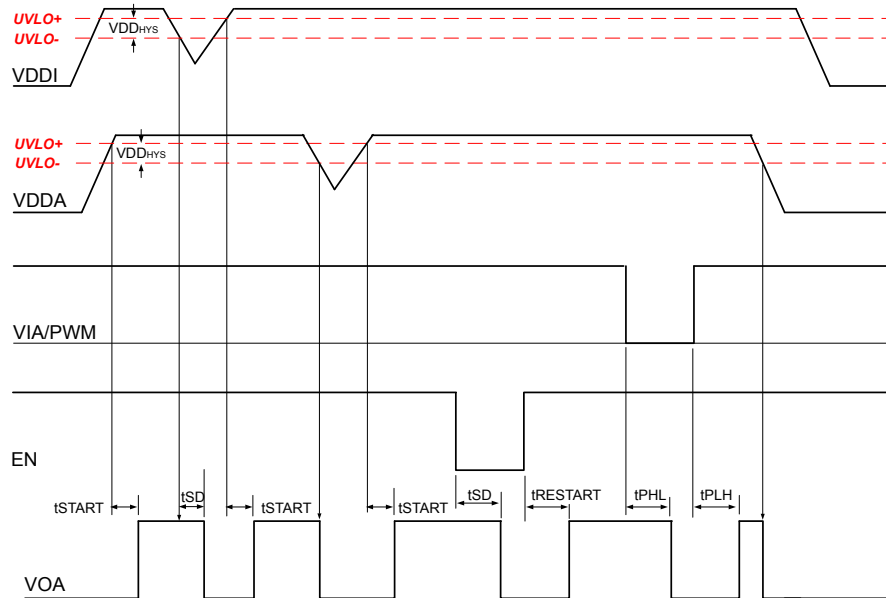 UVLO+
VDDHYS
UVLO-
VDDI
UVLO+
VDDHYS
UVLO-
VDDA
VIA/PWM
EN
tSTART
tSD
tSTART
tSTART
tSD
tRESTART
tPHL
tPLH
VOA